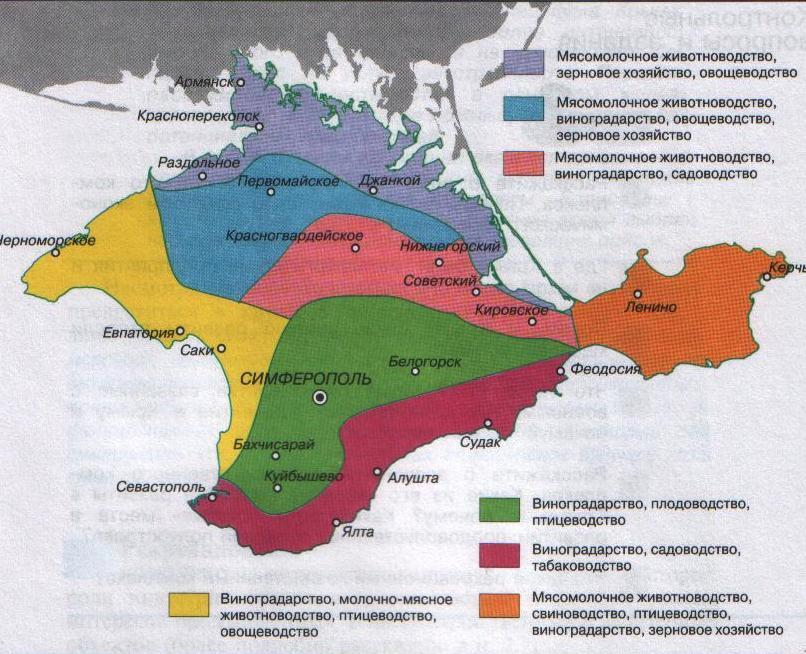 Мясомолочное животноводство,
зерновое хозяйство, овощеводство
Мясомолочное животноводство,
виноградарство, овощеводство,
зерновое хозяйство
Мясомолочное животноводство,
виноградарство, садоводство
Армянск
Красноперекопск
Раздольное
Первомайское
Джанкой
Черноморское
Красногвардейское
Нижнегорский
Советский
Кировское
Керчь
Ленино
Евпатория
Саки
Белогорск
Феодосия
СИМФЕРОПОЛЬ
Бахчисарай
Судак
Куйбышево
Алушта
Севастополь
Ялта
Виноградарство, плодоводство,
птицеводство
Виноградарство, садоводство,
табаководство
Виноградарство, молочно-мясное
животноводство, птицеводство,
овощеводство
Мясомолочное животноводство,
свиноводство, птицеводство,
виноградарство, зерновое хозяйство